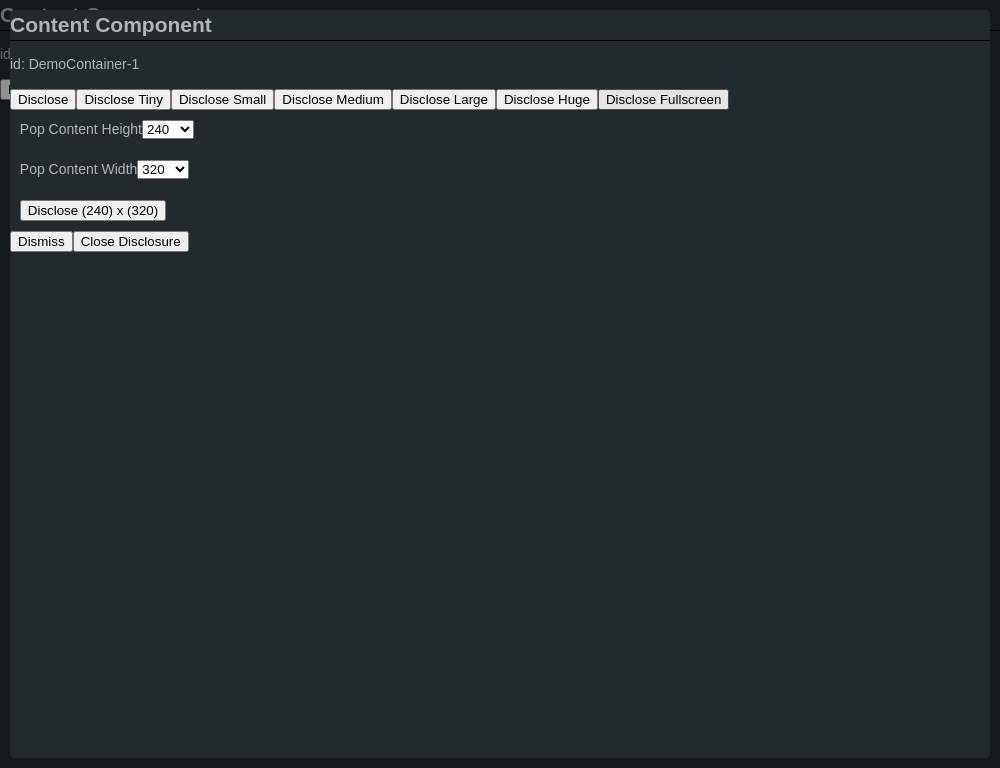 Content Component
id: DemoContainer-1
Disclose Disclose Tiny Disclose Small Disclose Medium Disclose Large Disclose Huge Disclose Fullscreen
Pop Content Height 240
Pop Content Width 320
Disclose (240) x (320)
Dismiss Close Disclosure